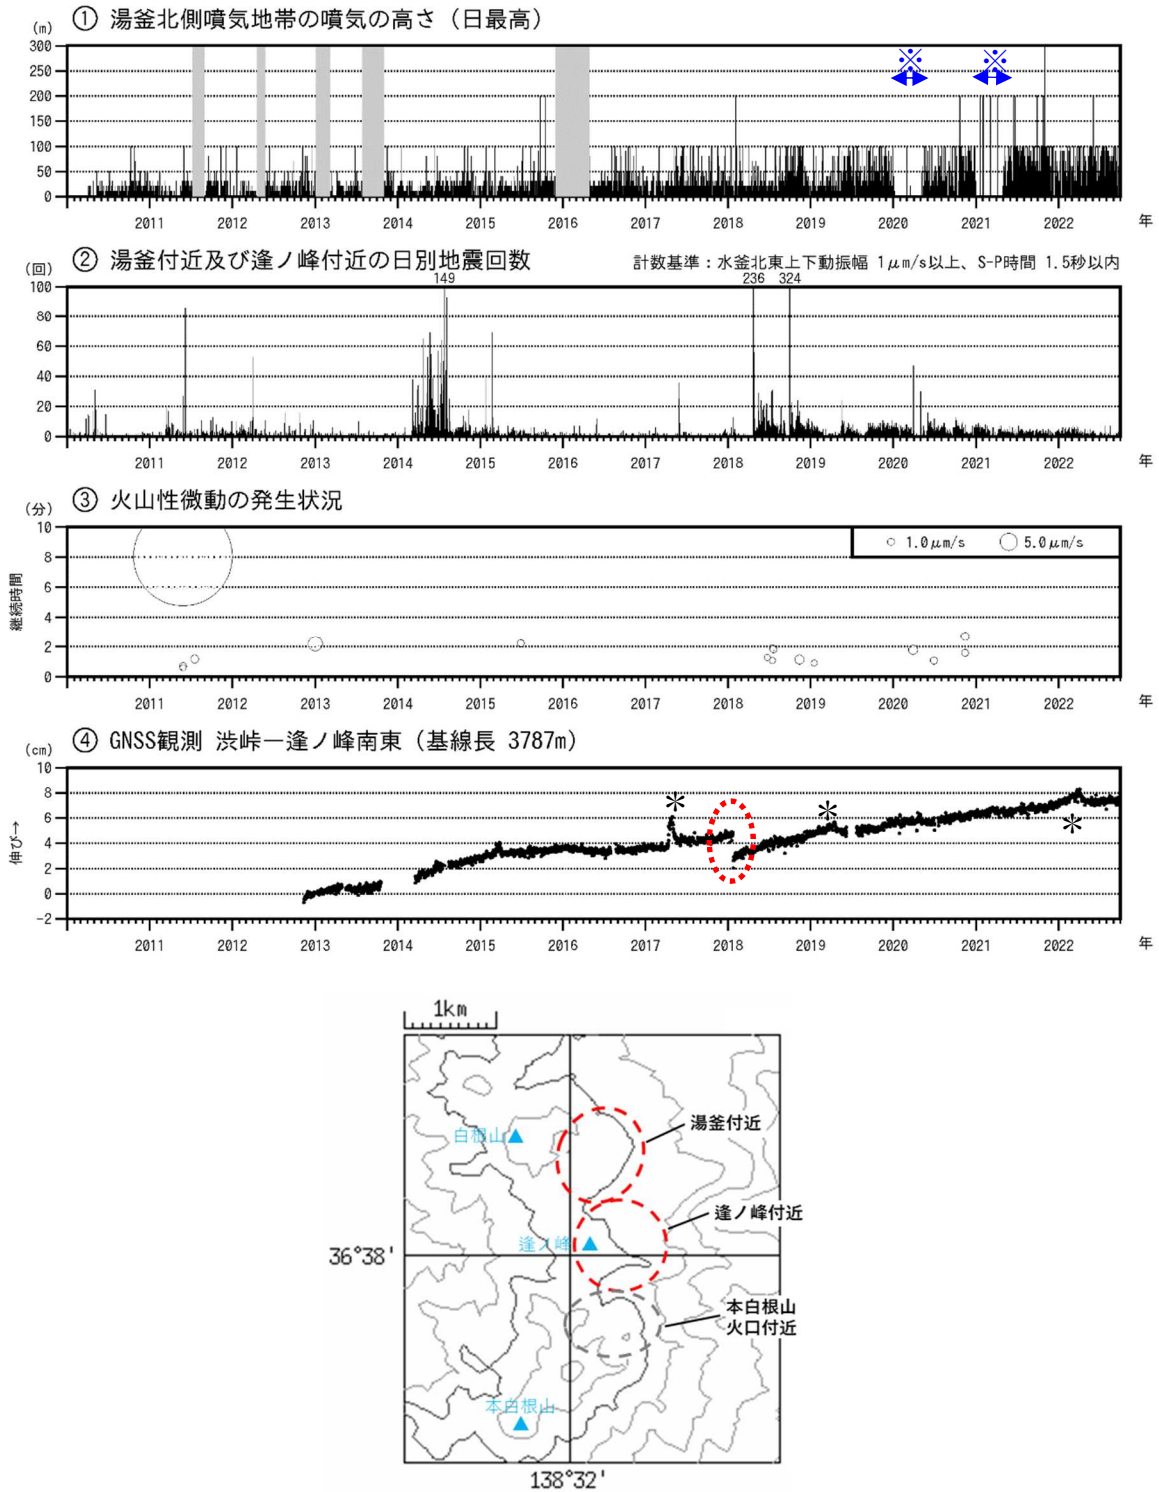 ① 湯釜北側噴気地帯の噴気の高さ（日最高）
(m)
300
250
200
150
100
50
0
※ ※
2011 2012 2013 2014 2015 2016 2017 2018 2019 2020 2021 2022 年
② 湯釜付近及び逢ノ峰付近の日別地震回数
計数基準：水釜北東上下動振幅 1μm/s以上、S-P時間 1.5秒以内
(回)
149 236 324
100
80
60
40
20
0
2011 2012 2013 2014 2015 2016 2017 2018 2019 2020 2021 2022 年
③ 火山性微動の発生状況
(分)
10
8
6
4
2
0
継続時間
1.0μm/s 5.0μm/s
2011 2012 2013 2014 2015 2016 2017 2018 2019 2020 2021 2022 年
④ GNSS観測 渋峠―逢ノ峰南東（基線長 3787m）
(cm)
10
8
6
4
2
0
-2
伸び→
* * *
2011 2012 2013 2014 2015 2016 2017 2018 2019 2020 2021 2022 年
1km
湯釜付近
白根山
逢ノ峰付近
逢ノ峰
36°38'
本白根山
火口付近
本白根山
138°32'